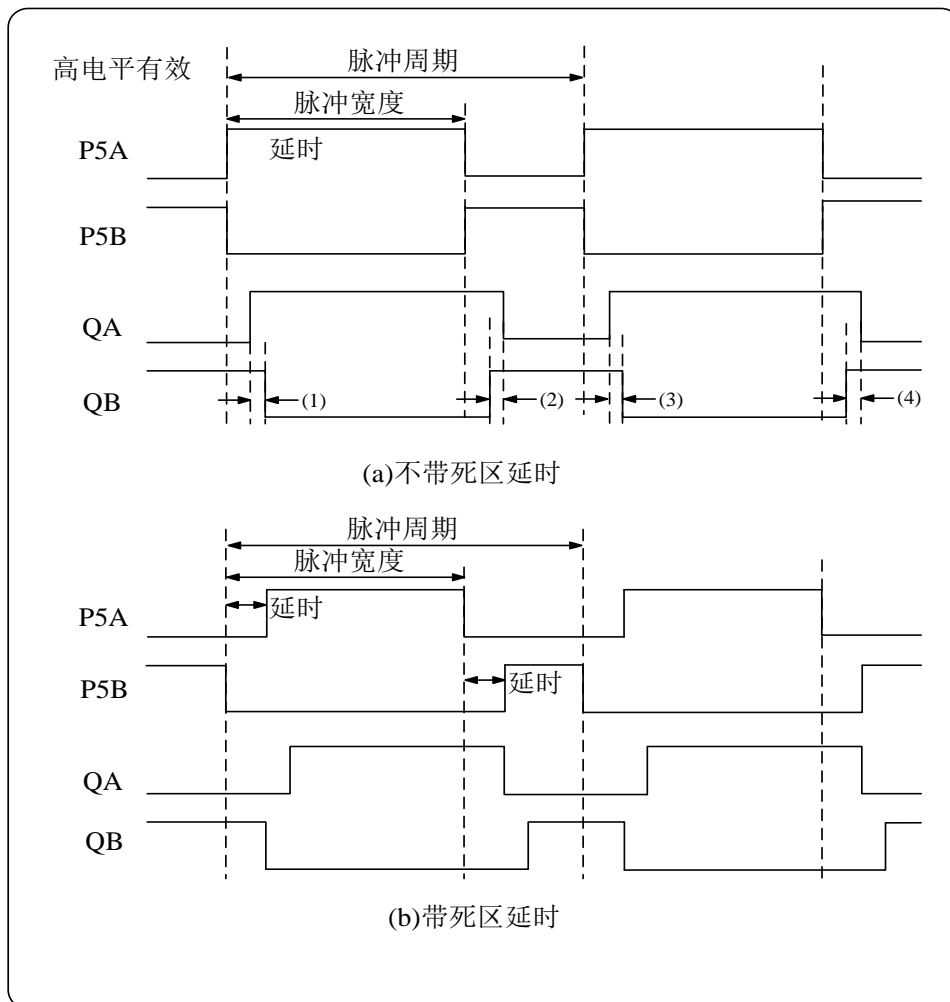 脉冲周期
高电平有效
脉冲宽度
P5A
延时
P5B
QA
QB
(1)
(2)
(3)
(4)
(a)不带死区延时
脉冲周期
脉冲宽度
P5A
延时
P5B
延时
QA
QB
(b)带死区延时